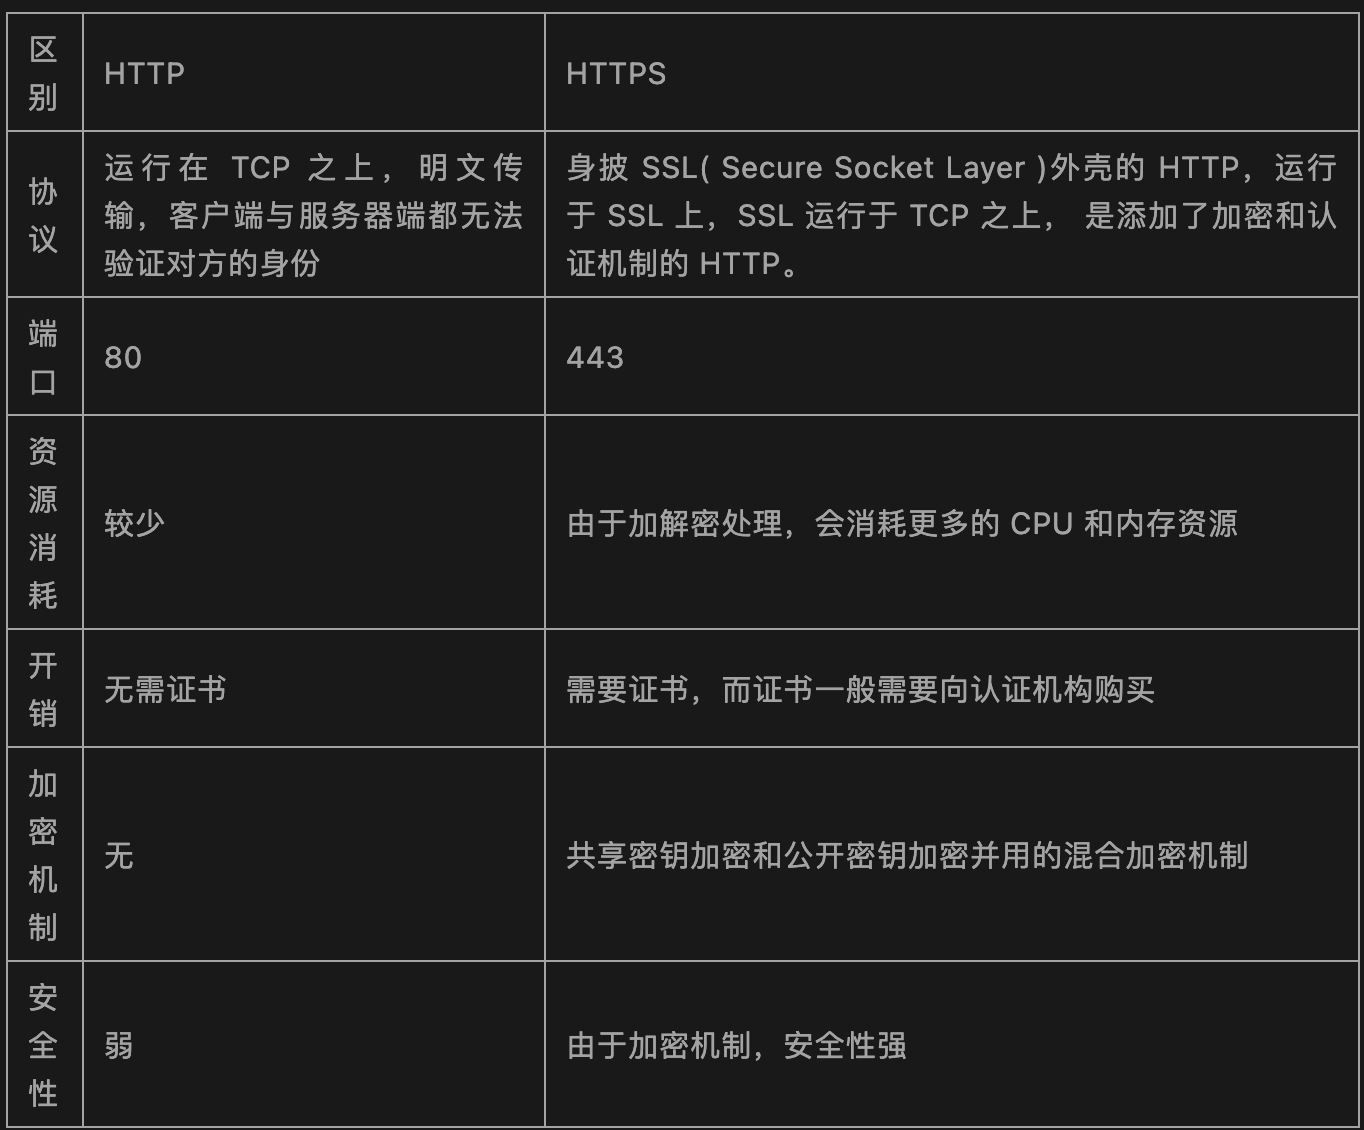 区
别
HTTP
HTTPS
协
议
运行在 TCP 之上，明文传
输，客户端与服务器端都无法
验证对方的身份
身披 SSL( Secure Socket Layer )外壳的 HTTP，运行
于 SSL 上，SSL 运行于 TCP 之上， 是添加了加密和认
证机制的 HTTP。
端
口
80
443
资
源
消
耗
较少
由于加解密处理，会消耗更多的 CPU 和内存资源
开
销
无需证书
需要证书，而证书一般需要向认证机构购买
加
密
机
制
无
共享密钥加密和公开密钥加密并用的混合加密机制
安
全
性
弱
由于加密机制，安全性强